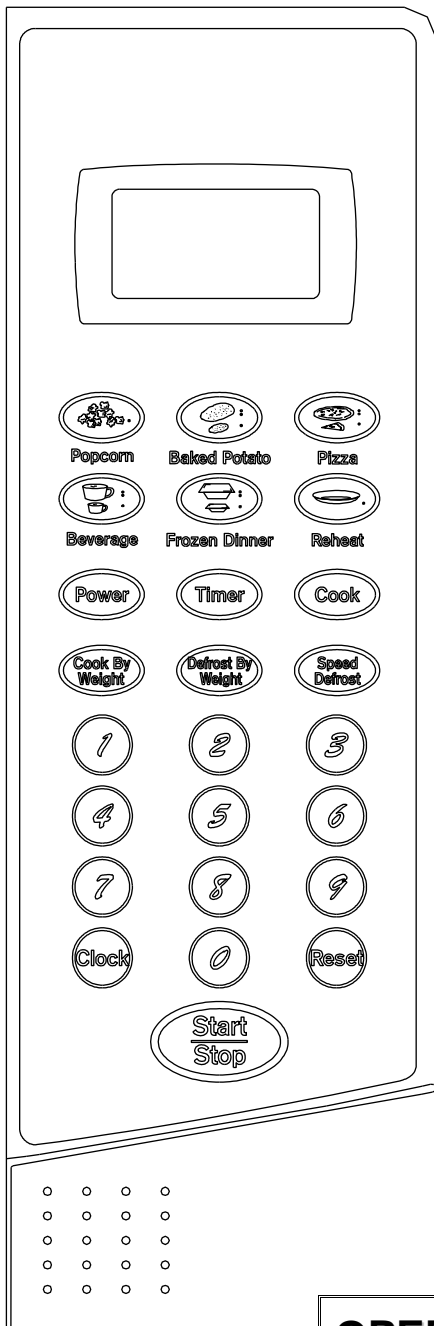 Popcorn Baked Potato Pizza
Beverage Frozen Dinner Reheat
Power Timer Cook
Cook By Defrost By Speed
Weight Weight Defrost
1 2 3
4 5 6
7 8 9
Clock 0 Reset
Start
Stop